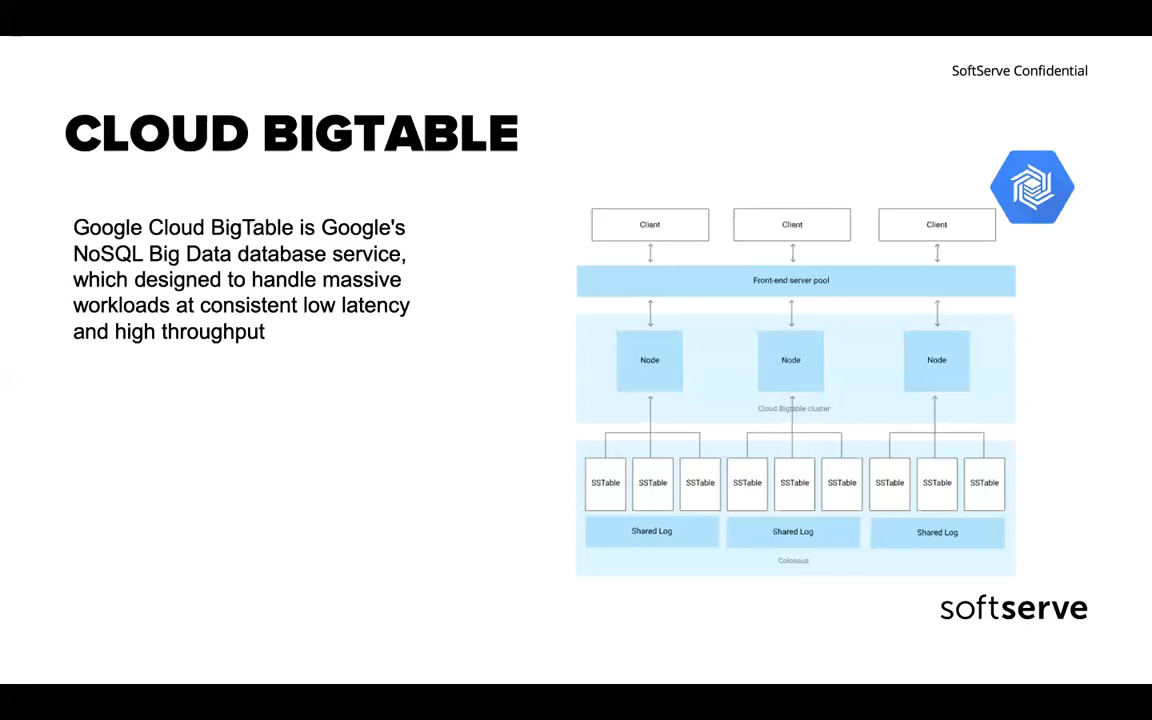 SoftServe Confidential
CLOUD BIGTABLE
Google Cloud BigTable is Google's
NoSQL Big Data database service,
which designed to handle massive
workloads at consistent low latency
and high throughput
Client Client Client
Front-end server pool
Node Node Node
Cloud Bigtable cluster
SSTable SSTable SSTable SSTable SSTable SSTable SSTable SSTable SSTable
Shared Log Shared Log Shared Log
Colossus
softserve